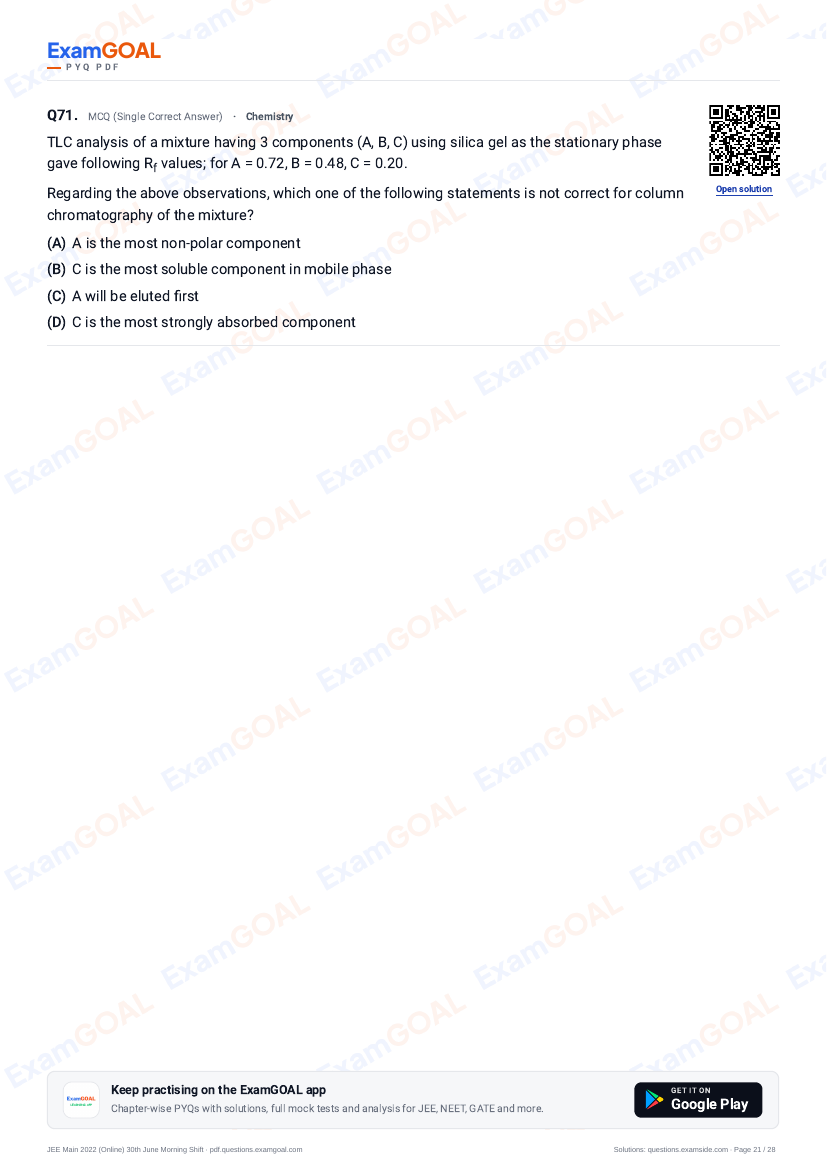 ExamGOAL
PYQ PDF
Q71. MCQ (Single Correct Answer) · Chemistry
TLC analysis of a mixture having 3 components (A, B, C) using silica gel as the stationary phase
gave following Rf values; for A = 0.72, B = 0.48, C = 0.20.
Open solution
Regarding the above observations, which one of the following statements is not correct for column
chromatography of the mixture?
(A) A is the most non-polar component
(B) C is the most soluble component in mobile phase
(C) A will be eluted first
(D) C is the most strongly absorbed component
ExamGOAL
Keep practising on the ExamGOAL app
Chapter-wise PYQs with solutions, full mock tests and analysis for JEE, NEET, GATE and more.
GET IT ON
Google Play
JEE Main 2022 (Online) 30th June Morning Shift · pdf.questions.examgoal.com
Solutions: questions.examside.com · Page 21 / 28